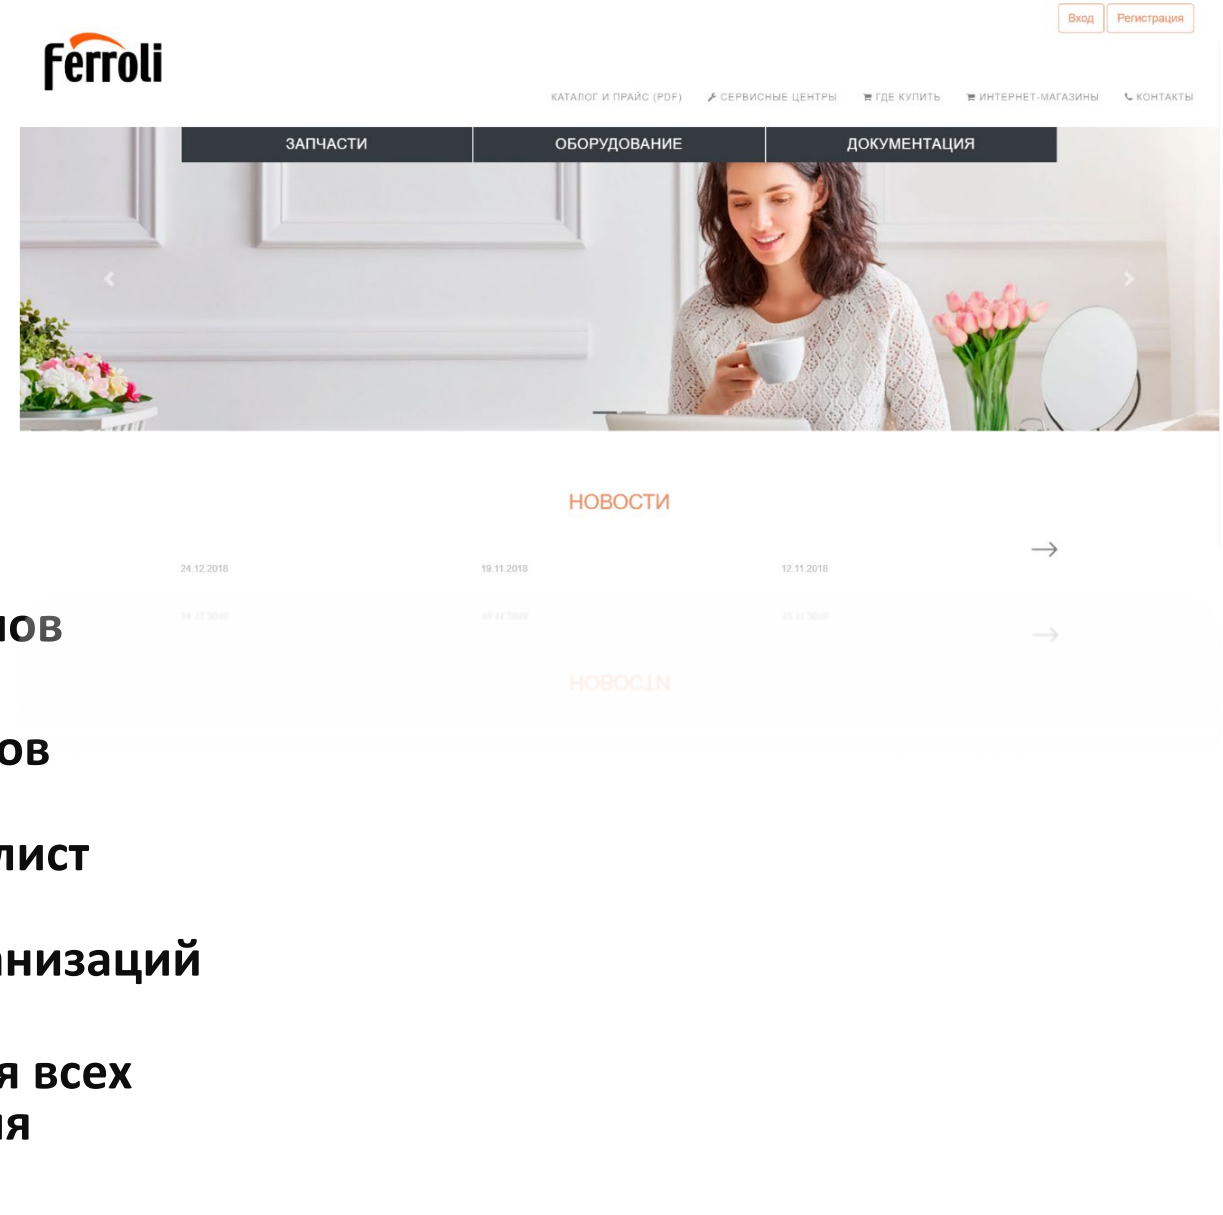 Вход Регистрация
Ferroli
КАТАЛОГ И ПРАЙС (PDF) СЕРВИСНЫЕ ЦЕНТРЫ ГДЕ КУПИТЬ ИНТЕРНЕТ-МАГАЗИНЫ КОНТАКТЫ
ЗАПЧАСТИ ОБОРУДОВАНИЕ ДОКУМЕНТАЦИЯ
НОВОСТИ
24.12.2018 19.11.2018 12.11.2018
ов
ов
лист
низаций
я всех
ия